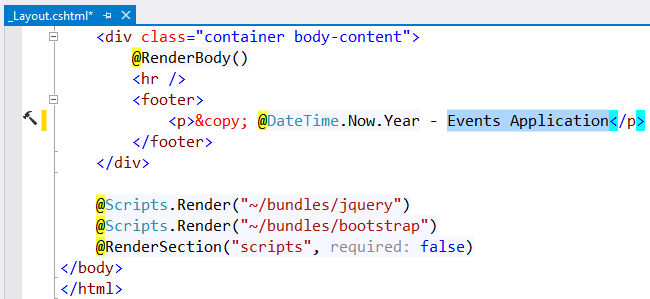 _Layout.cshtml*
<div class="container body-content">
@RenderBody()
<hr />
<footer>
<p>&copy; @DateTime.Now.Year - Events Application</p>
</footer>
</div>
@Scripts.Render("~/bundles/jquery")
@Scripts.Render("~/bundles/bootstrap")
@RenderSection("scripts", required: false)
</body>
</html>